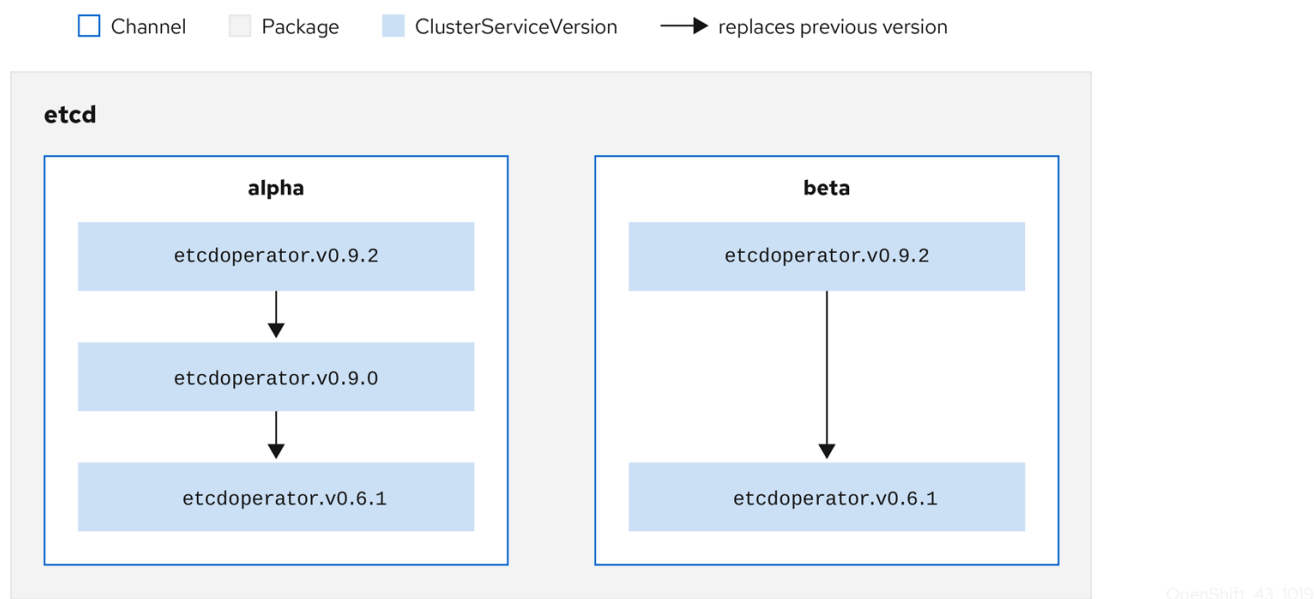 Channel Package ClusterServiceVersion replaces previous version
etcd
alpha
etcdoperator.v0.9.2
etcdoperator.v0.9.0
etcdoperator.v0.6.1
beta
etcdoperator.v0.9.2
etcdoperator.v0.6.1
OpenShift_43_1019